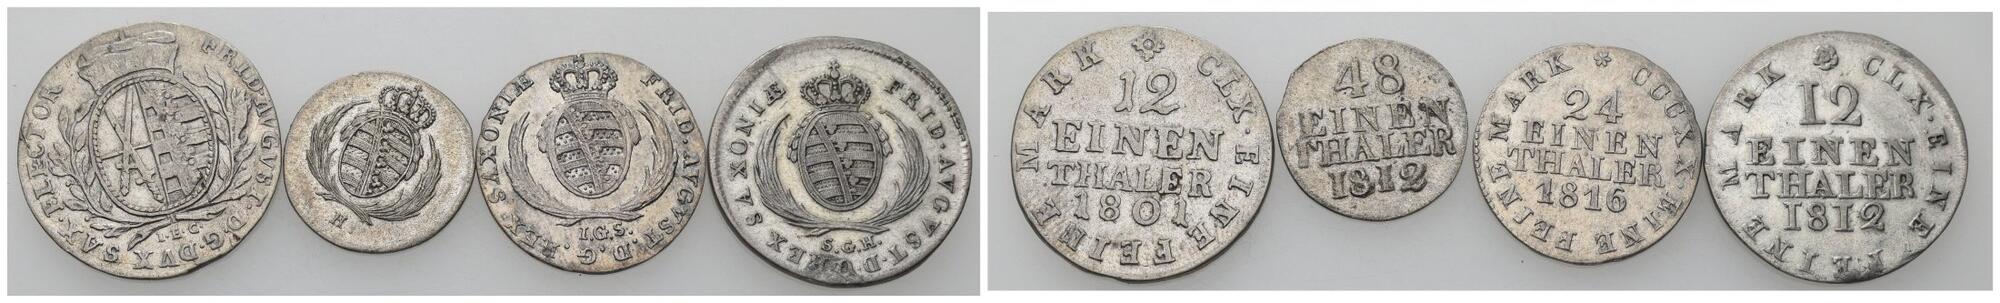 FRID·AVGVST·D·G·DVX SAX·ELECTOR
I·E·C·
H·
FRID·AVGVST·D·G·REX·SAXONIÆ
I.G.S.
FRID·AVGVST·D·G·REX SAXONIÆ
S.G.H.
CLX·EINE FEINE MARK
12
EINEN
THALER
1801
48
EINEN
THALER
1812
CCCXX·EINE FEINE MARK
24
EINEN
THALER
1816
CLX·EINE FEINE MARK
12
EINEN
THALER
1812